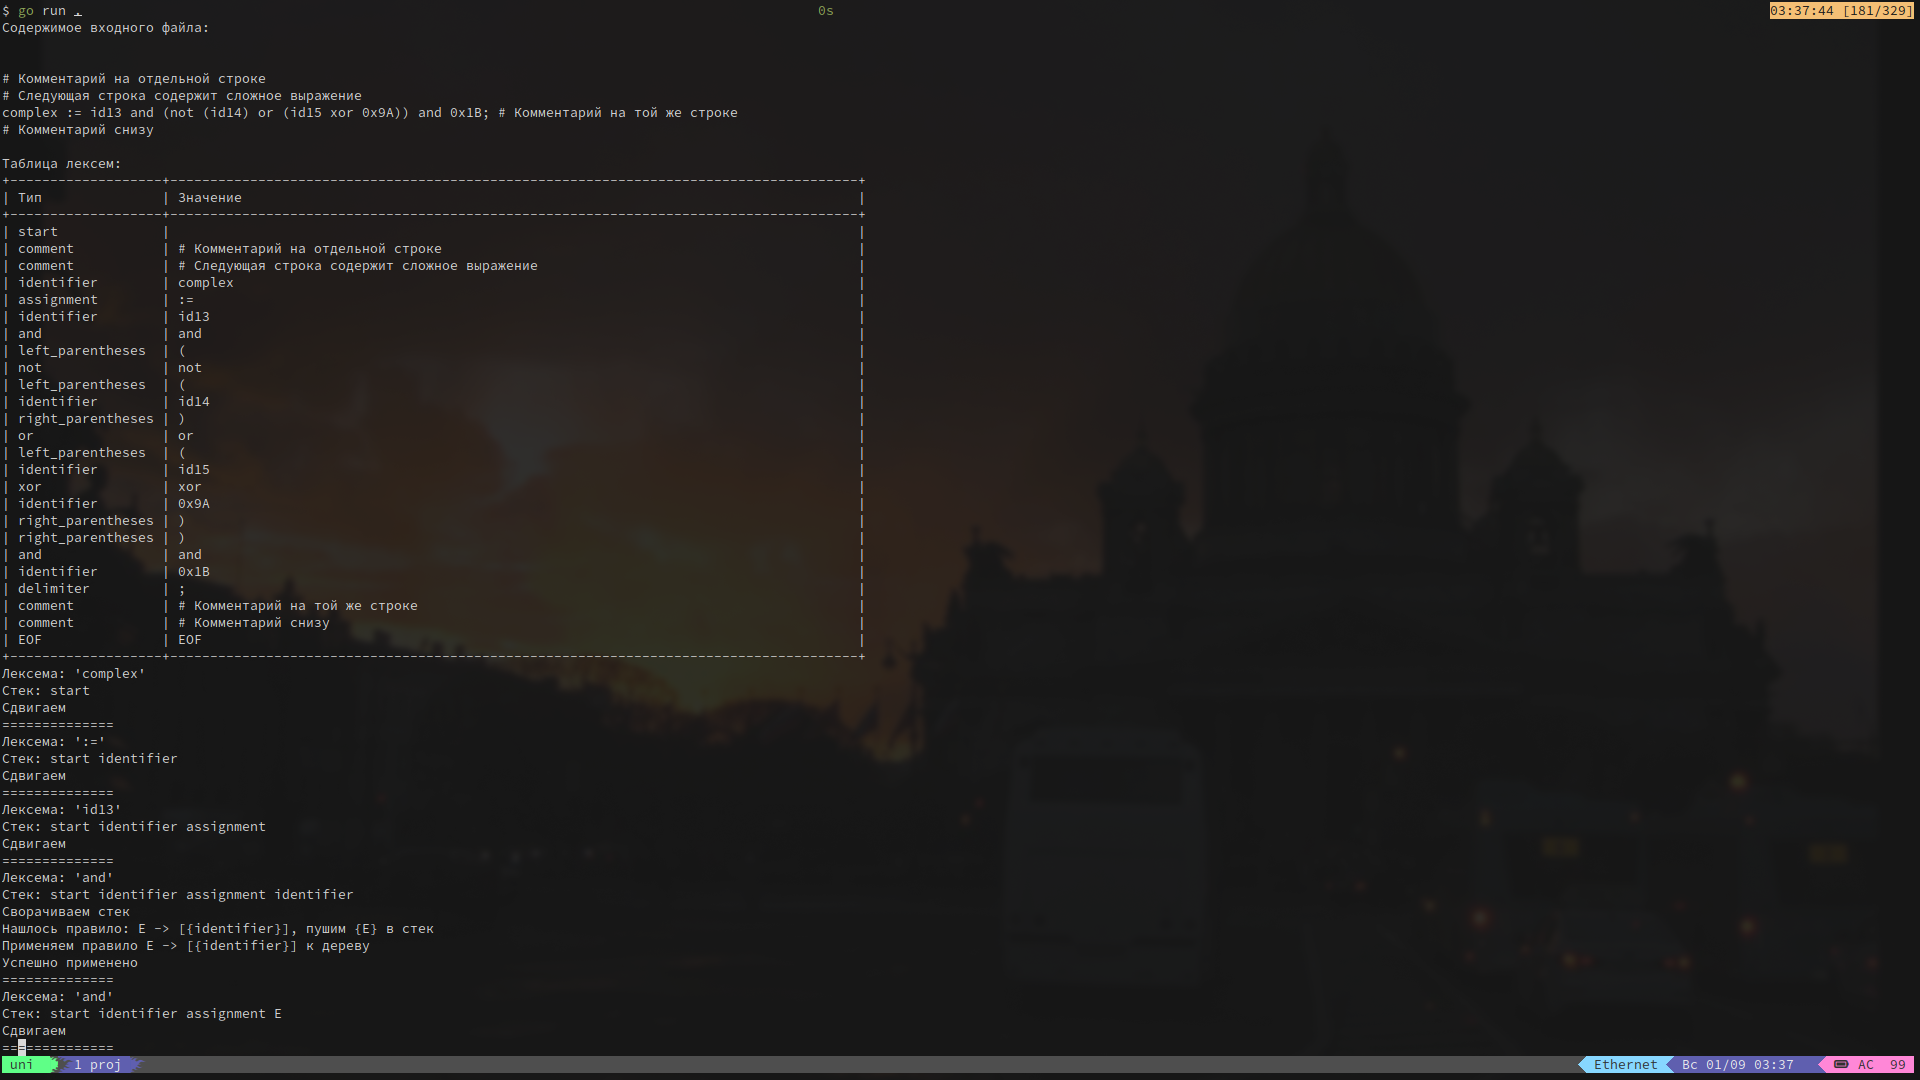 $ go run .
0s
03:37:44 [181/329]
Содержимое входного файла:
# Комментарий на отдельной строке
# Следующая строка содержит сложное выражение
complex := id13 and (not (id14) or (id15 xor 0x9A)) and 0x1B; # Комментарий на той же строке
# Комментарий снизу
Таблица лексем:
+-------------------+--------------------------------------------------------------------------------------+
| Тип | Значение |
+-------------------+--------------------------------------------------------------------------------------+
| start | |
| comment | # Комментарий на отдельной строке |
| comment | # Следующая строка содержит сложное выражение |
| identifier | complex |
| assignment | := |
| identifier | id13 |
| and | and |
| left_parentheses | ( |
| not | not |
| left_parentheses | ( |
| identifier | id14 |
| right_parentheses | ) |
| or | or |
| left_parentheses | ( |
| identifier | id15 |
| xor | xor |
| identifier | 0x9A |
| right_parentheses | ) |
| right_parentheses | ) |
| and | and |
| identifier | 0x1B |
| delimiter | ; |
| comment | # Комментарий на той же строке |
| comment | # Комментарий снизу |
| EOF | EOF |
+-------------------+--------------------------------------------------------------------------------------+
Лексема: 'complex'
Стек: start
Сдвигаем
==============
Лексема: ':='
Стек: start identifier
Сдвигаем
==============
Лексема: 'id13'
Стек: start identifier assignment
Сдвигаем
==============
Лексема: 'and'
Стек: start identifier assignment identifier
Сворачиваем стек
Нашлось правило: E -> [{identifier}], пушим {E} в стек
Применяем правило E -> [{identifier}] к дереву
Успешно применено
==============
Лексема: 'and'
Стек: start identifier assignment E
Сдвигаем
==============
uni 1 proj Ethernet Вс 01/09 03:37 AC 99